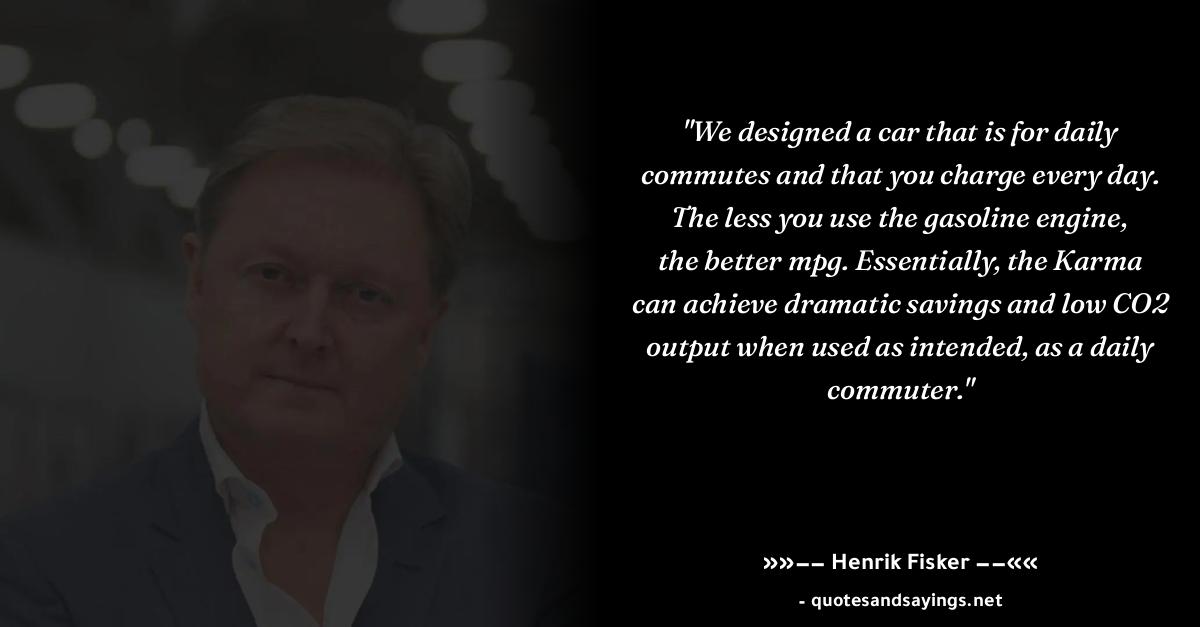 "We designed a car that is for daily
commutes and that you charge every day.
The less you use the gasoline engine,
the better mpg. Essentially, the Karma
can achieve dramatic savings and low CO2
output when used as intended, as a daily
commuter."
»»–– Henrik Fisker ––««
- quotesandsayings.net